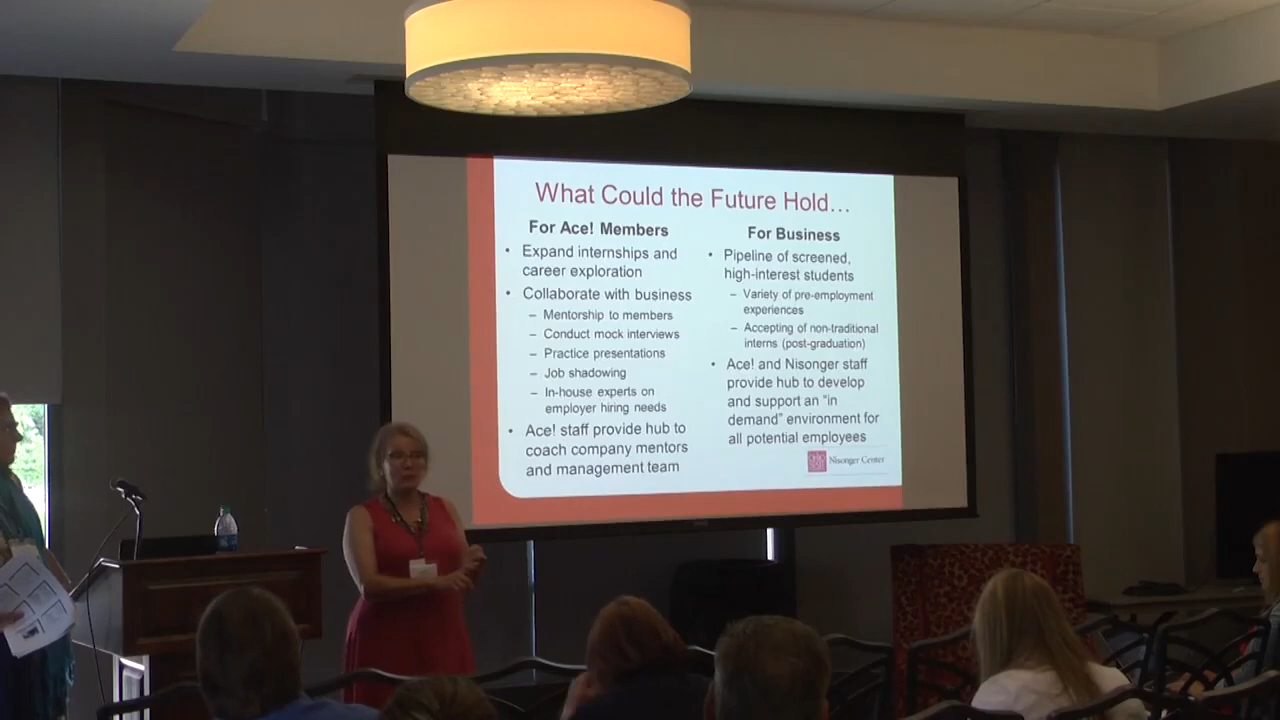 What Could the Future Hold…
For Ace! Members
• Expand internships and
career exploration
• Collaborate with business
– Mentorship to members
– Conduct mock interviews
– Practice presentations
– Job shadowing
– In-house experts on
employer hiring needs
• Ace! staff provide hub to
coach company mentors
and management team
For Business
• Pipeline of screened,
high-interest students
– Variety of pre-employment
experiences
– Accepting of non-traditional
interns (post-graduation)
• Ace! and Nisonger staff
provide hub to develop
and support an "in
demand" environment for
all potential employees
Nisonger Center